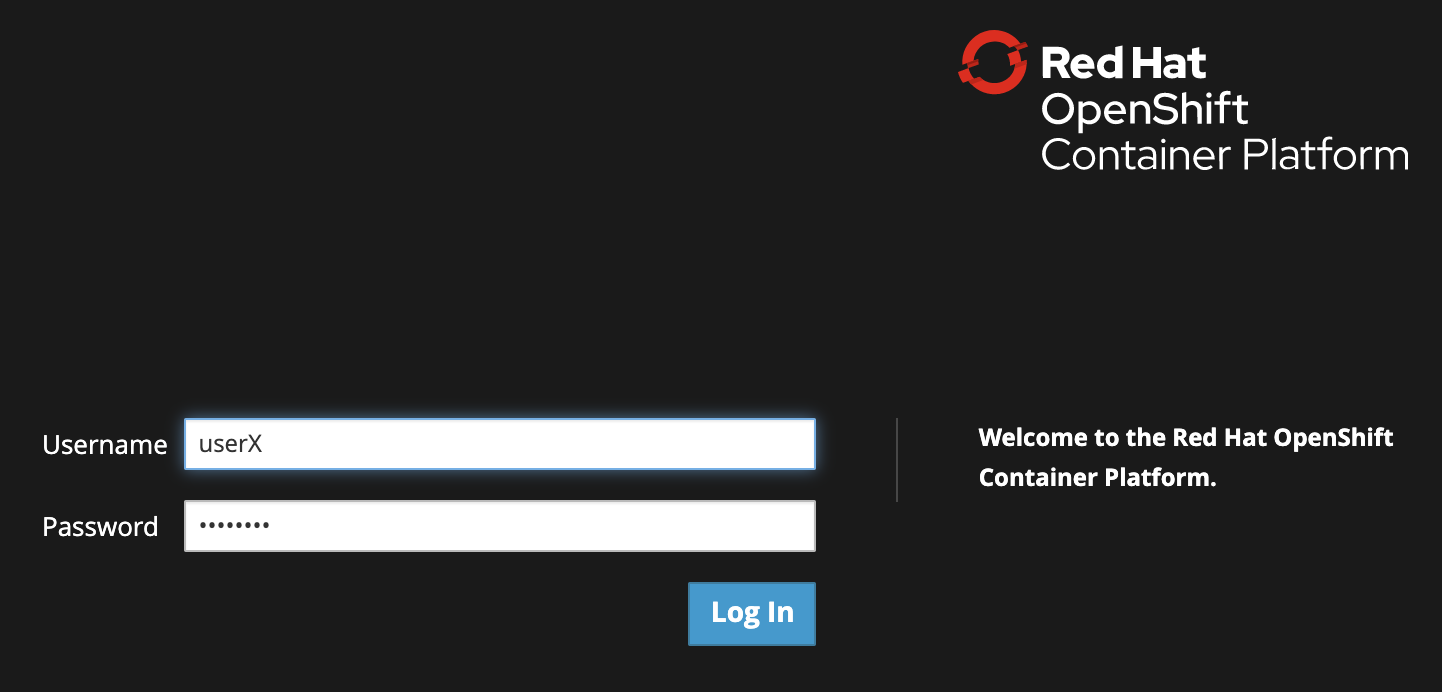 Red Hat
OpenShift
Container Platform
Username
userX
Password
••••••••
Log In
Welcome to the Red Hat OpenShift
Container Platform.